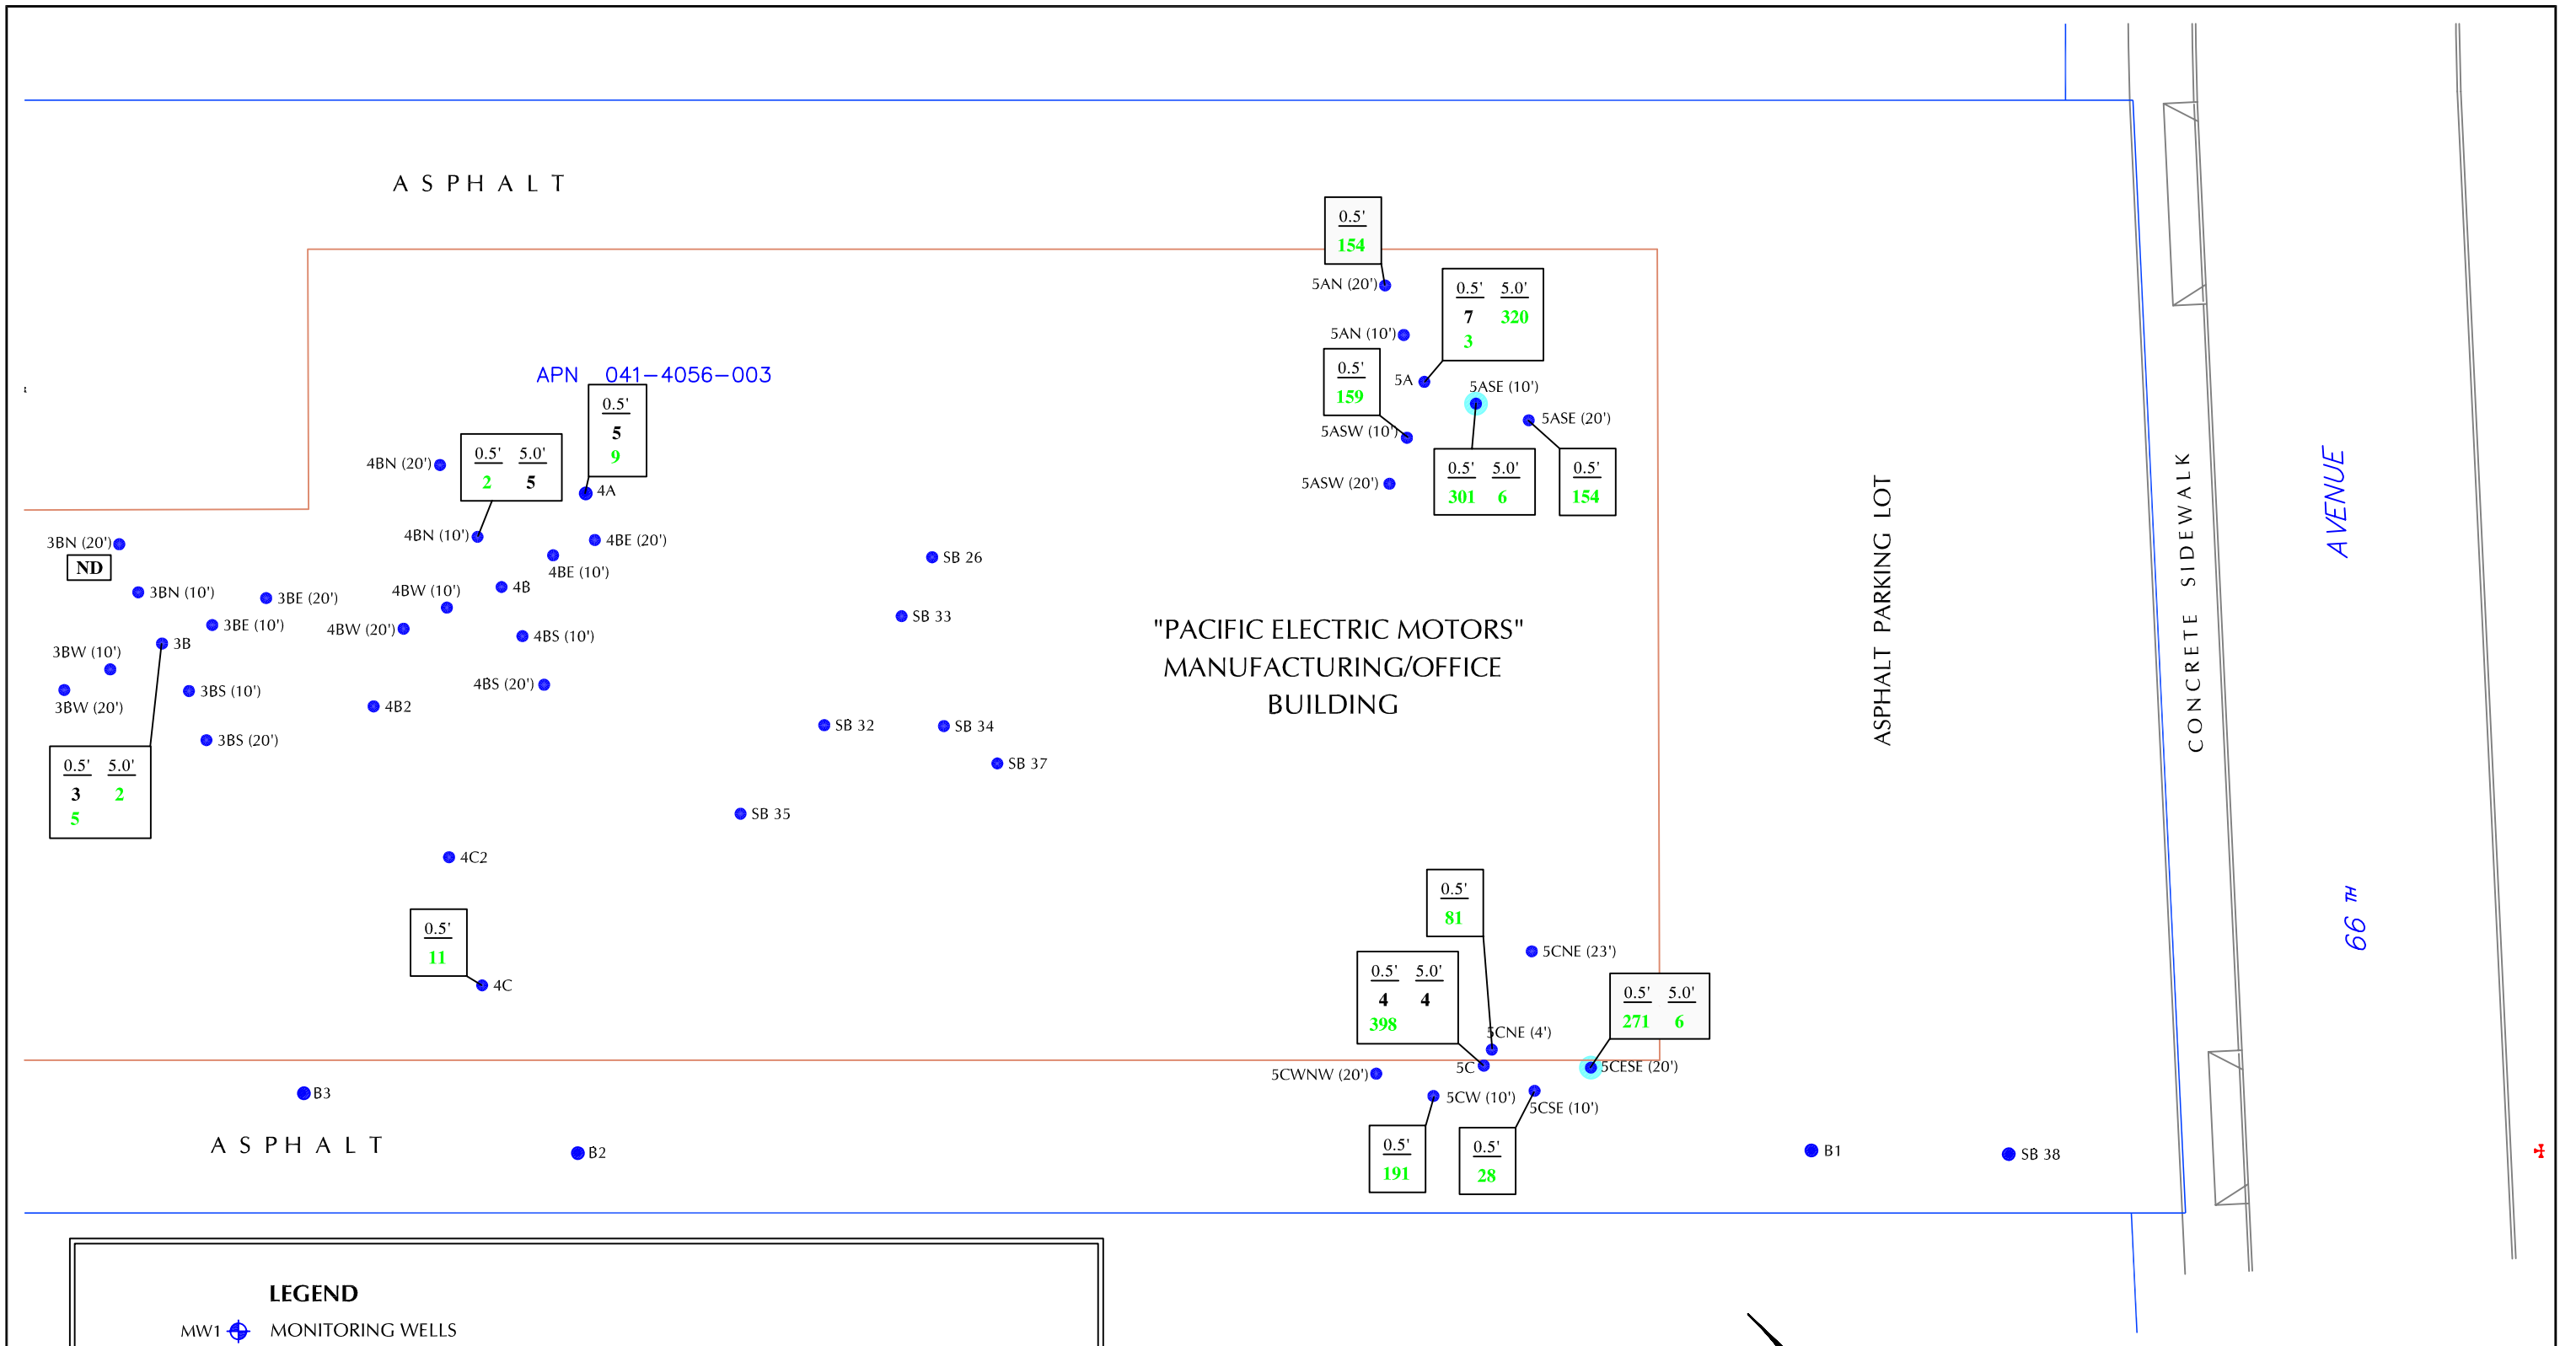 ASPHALT
0.5'
154
5AN (20')
0.5' 5.0'
7 320
3
5AN (10')
0.5'
159
5A
5ASE (10')
5ASE (20')
5ASW (10')
0.5' 5.0'
301 6
0.5'
154
5ASW (20')
APN 041-4056-003
0.5'
5
9
4A
0.5' 5.0'
2 5
4BN (20')
4BN (10')
4BE (20')
4BE (10')
4BW (10')
4B
4BW (20')
4BS (10')
4BS (20')
4B2
3BN (20')
ND
3BN (10')
3BE (20')
3BE (10')
3B
3BW (10')
3BS (10')
3BW (20')
3BS (20')
0.5' 5.0'
3 2
5
SB 26
SB 33
SB 32
SB 34
SB 37
SB 35
"PACIFIC ELECTRIC MOTORS"
MANUFACTURING/OFFICE
BUILDING
ASPHALT PARKING LOT
CONCRETE SIDEWALK
66 TH AVENUE
4C2
0.5'
11
4C
0.5'
81
5CNE (23')
0.5' 5.0'
4 4
398
0.5' 5.0'
271 6
5CNE (4')
5C
5CESE (20')
5CWNW (20')
5CW (10')
5CSE (10')
0.5'
191
0.5'
28
B3
ASPHALT
B2
B1
SB 38
LEGEND
MW1 MONITORING WELLS